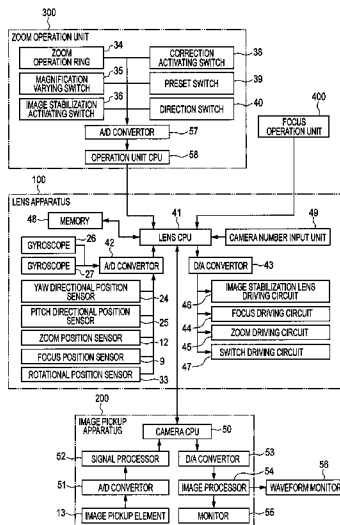 300
ZOOM OPERATION UNIT
34
ZOOM OPERATION RING
35
MAGNIFICATION VARYING SWITCH
36
IMAGE STABILIZATION ACTIVATING SWITCH
CORRECTION ACTIVATING SWITCH
38
PRESET SWITCH
39
DIRECTION SWITCH
40
A/D CONVERTOR
57
OPERATION UNIT CPU
58
400
FOCUS OPERATION UNIT
100
LENS APPARATUS
48
MEMORY
41
LENS CPU
49
CAMERA NUMBER INPUT UNIT
26
GYROSCOPE
42
GYROSCOPE
27
A/D CONVERTOR
D/A CONVERTOR
43
YAW DIRECTIONAL POSITION SENSOR
24
PITCH DIRECTIONAL POSITION SENSOR
25
ZOOM POSITION SENSOR
12
FOCUS POSITION SENSOR
9
ROTATIONAL POSITION SENSOR
33
IMAGE STABILIZATION LENS DRIVING CIRCUIT
46
FOCUS DRIVING CIRCUIT
44
ZOOM DRIVING CIRCUIT
45
SWITCH DRIVING CIRCUIT
47
200
IMAGE PICKUP APPARATUS
CAMERA CPU
50
52
SIGNAL PROCESSOR
D/A CONVERTOR
53
54
56
51
A/D CONVERTOR
IMAGE PROCESSOR
WAVEFORM MONITOR
13
IMAGE PICKUP ELEMENT
MONITOR
55